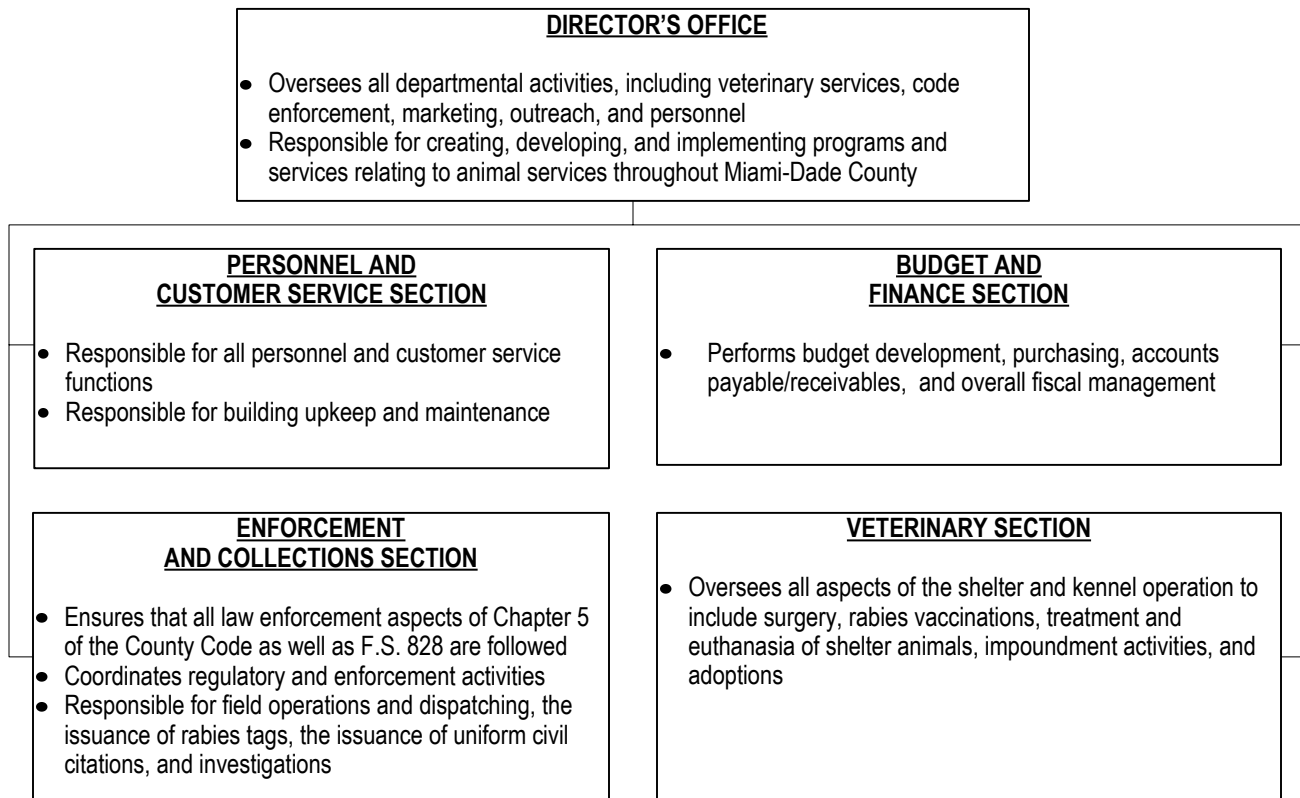 DIRECTOR'S OFFICE
● Oversees all departmental activities, including veterinary services, code
enforcement, marketing, outreach, and personnel
● Responsible for creating, developing, and implementing programs and
services relating to animal services throughout Miami-Dade County
PERSONNEL AND
CUSTOMER SERVICE SECTION
● Responsible for all personnel and customer service
functions
● Responsible for building upkeep and maintenance
BUDGET AND
FINANCE SECTION
● Performs budget development, purchasing, accounts
payable/receivables, and overall fiscal management
ENFORCEMENT
AND COLLECTIONS SECTION
● Ensures that all law enforcement aspects of Chapter 5
of the County Code as well as F.S. 828 are followed
● Coordinates regulatory and enforcement activities
● Responsible for field operations and dispatching, the
issuance of rabies tags, the issuance of uniform civil
citations, and investigations
VETERINARY SECTION
● Oversees all aspects of the shelter and kennel operation to
include surgery, rabies vaccinations, treatment and
euthanasia of shelter animals, impoundment activities, and
adoptions